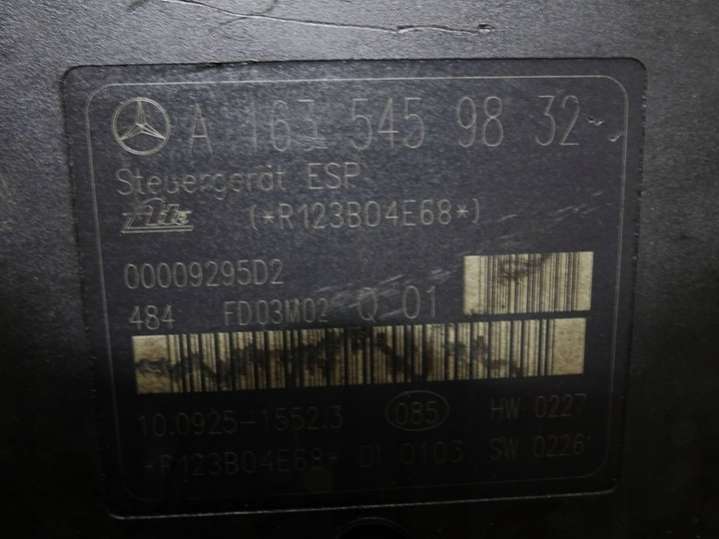 A 163 545 98 32
Steuergerät ESP
Ate (*R123B04E68*)
00009295D2
484 FD03M02 Q 01
10.0925-1552.3 085 HW 0227
*R123B04E68* 01 0103 SW 0226